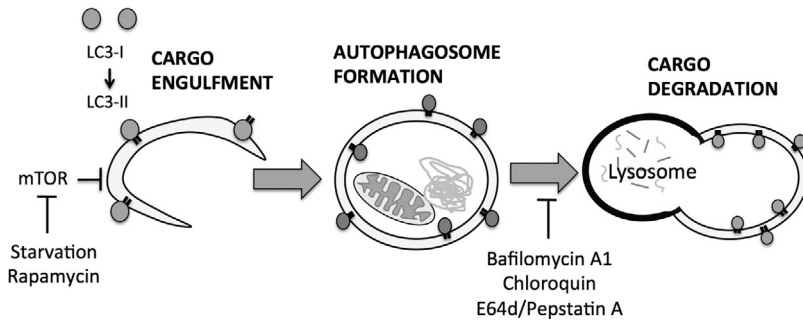 LC3-I
LC3-II
CARGO
ENGULFMENT
mTOR
Starvation
Rapamycin
AUTOPHAGOSOME
FORMATION
Bafilomycin A1
Chloroquin
E64d/Pepstatin A
CARGO
DEGRADATION
Lysosome